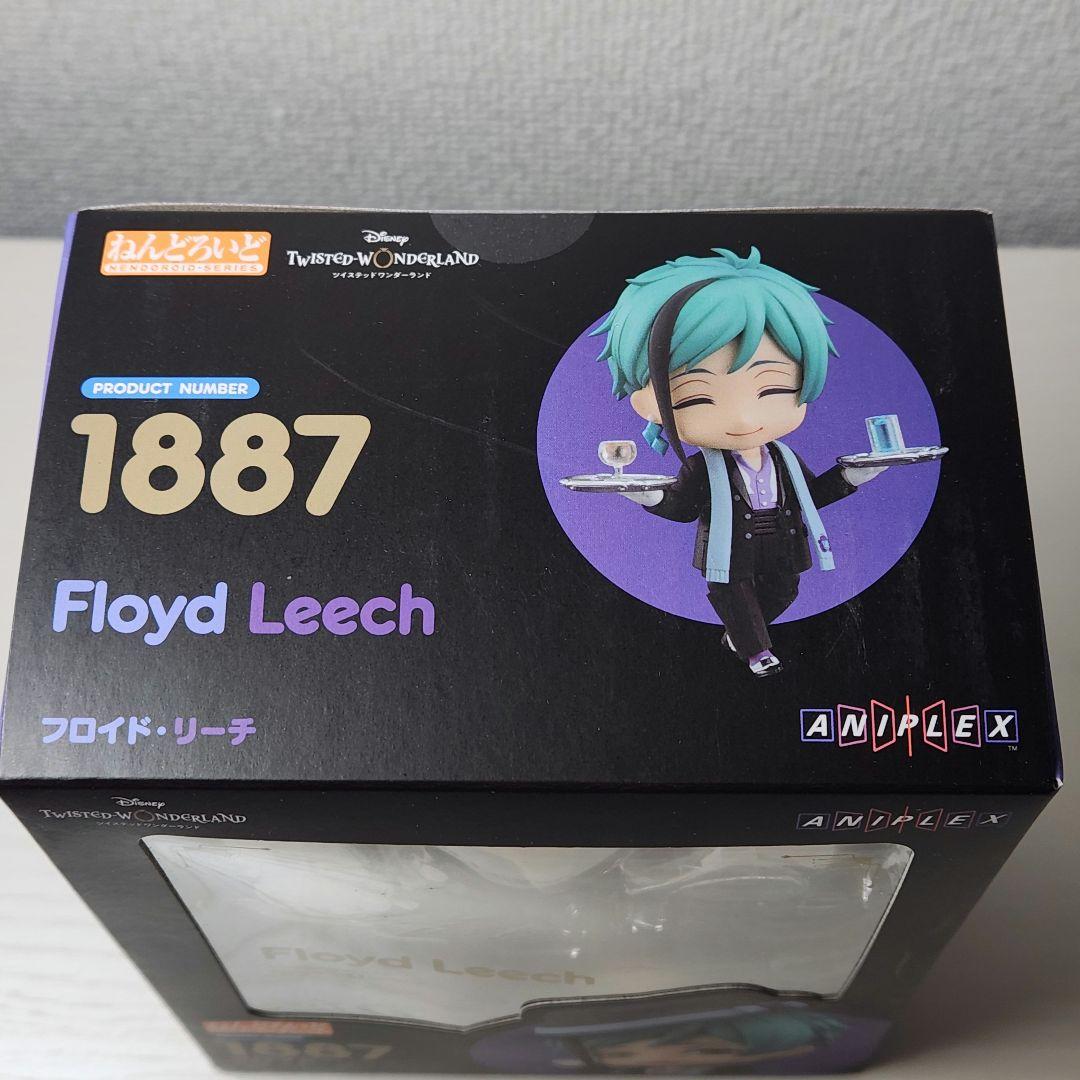 ねんどろいど
NENDOROID·SERIES
Disney
TWISTED-WONDERLAND
ツイステッドワンダーランド
PRODUCT NUMBER
1887
Floyd Leech
フロイド・リーチ
ANIPLEX
TM
Disney
TWISTED-WONDERLAND
ツイステッドワンダーランド
ANIPLEX
Floyd Leech
1887